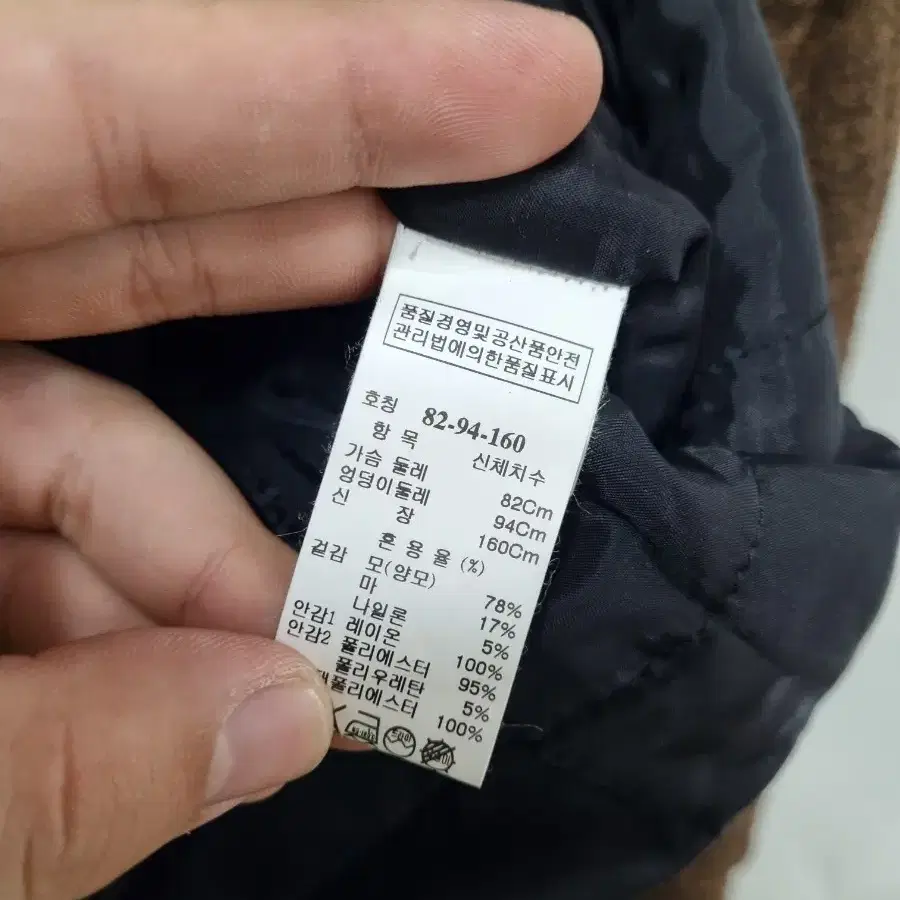 품질경영및공산품안전
관리법에의한품질표시
호칭 82-94-160
항 목 신체치수
가슴 둘레 82Cm
엉덩이둘레 94Cm
신 장 160Cm
혼 용 율 (%)
겉감 모(양모) 78%
마 17%
나일론 5%
안감1 레이온 100%
안감2 폴리에스터 95%
폴리우레탄 5%
폴리에스터 100%
드라이